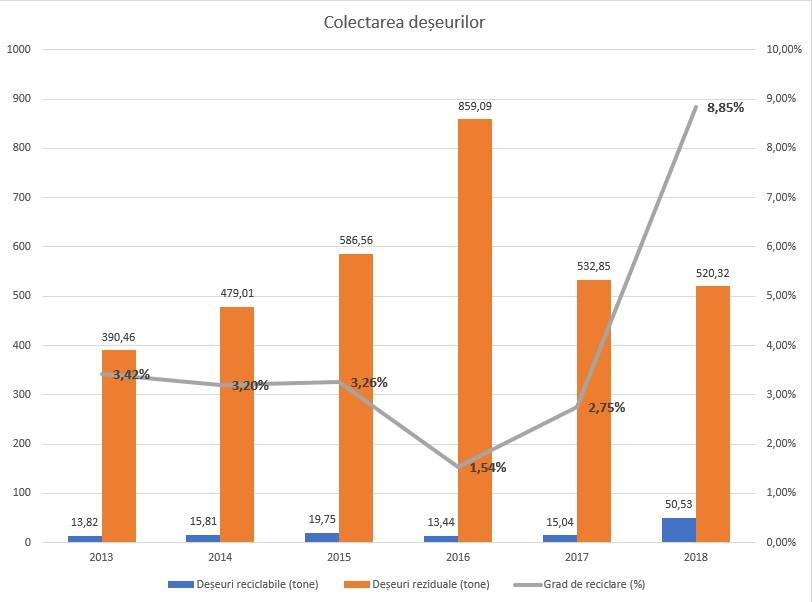 Colectarea deșeurilor
1000 10,00%
900 859,09 9,00%
8,85%
800 8,00%
700 7,00%
600 586,56 6,00%
532,85 520,32
500 479,01 5,00%
400 390,46 4,00%
3,42% 3,20% 3,26%
300 3,00%
2,75%
200 2,00%
1,54%
100 1,00%
13,82 15,81 19,75 13,44 15,04 50,53
0 0,00%
2013 2014 2015 2016 2017 2018
Deșeuri reciclabile (tone) Deșeuri reziduale (tone) Grad de reciclare (%)